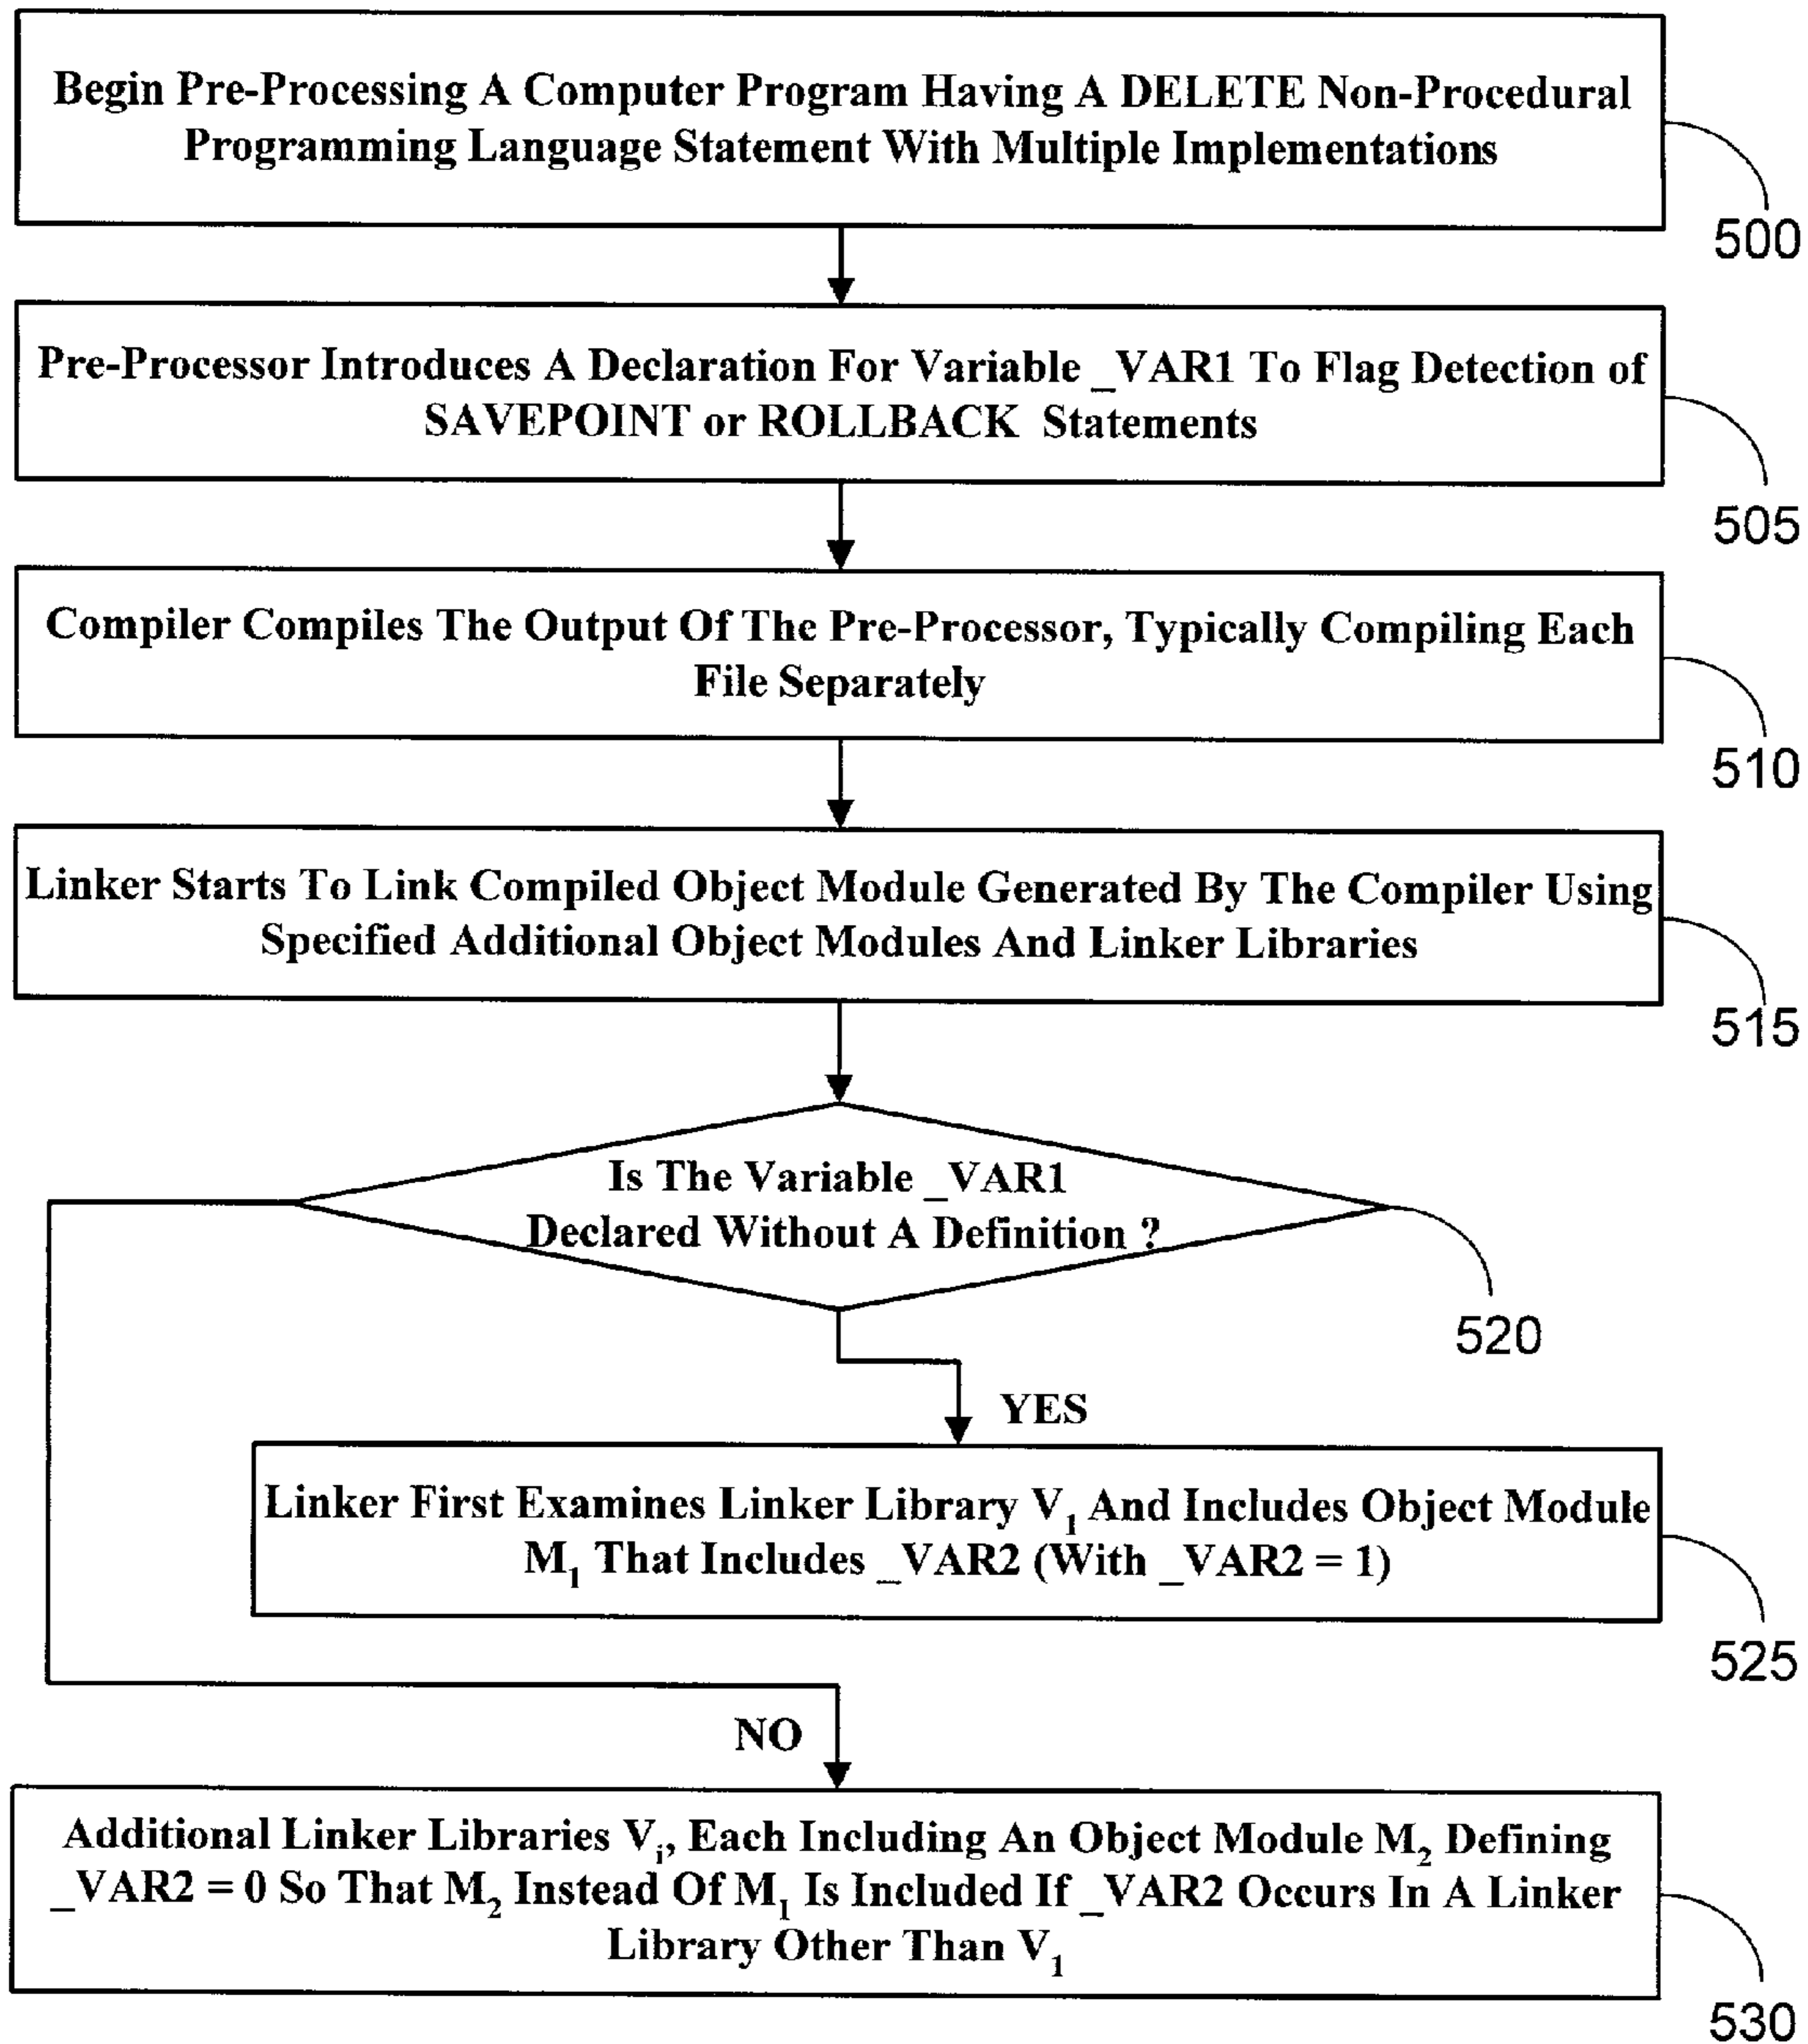 Begin Pre-Processing A Computer Program Having A DELETE Non-Procedural
Programming Language Statement With Multiple Implementations
500
Pre-Processor Introduces A Declaration For Variable _VAR1 To Flag Detection of
SAVEPOINT or ROLLBACK Statements
505
Compiler Compiles The Output Of The Pre-Processor, Typically Compiling Each
File Separately
510
Linker Starts To Link Compiled Object Module Generated By The Compiler Using
Specified Additional Object Modules And Linker Libraries
515
Is The Variable _VAR1
Declared Without A Definition ?
520
YES
Linker First Examines Linker Library V₁ And Includes Object Module
M₁ That Includes _VAR2 (With _VAR2 = 1)
525
NO
Additional Linker Libraries Vᵢ, Each Including An Object Module M₂ Defining
_VAR2 = 0 So That M₂ Instead Of M₁ Is Included If _VAR2 Occurs In A Linker
Library Other Than V₁
530